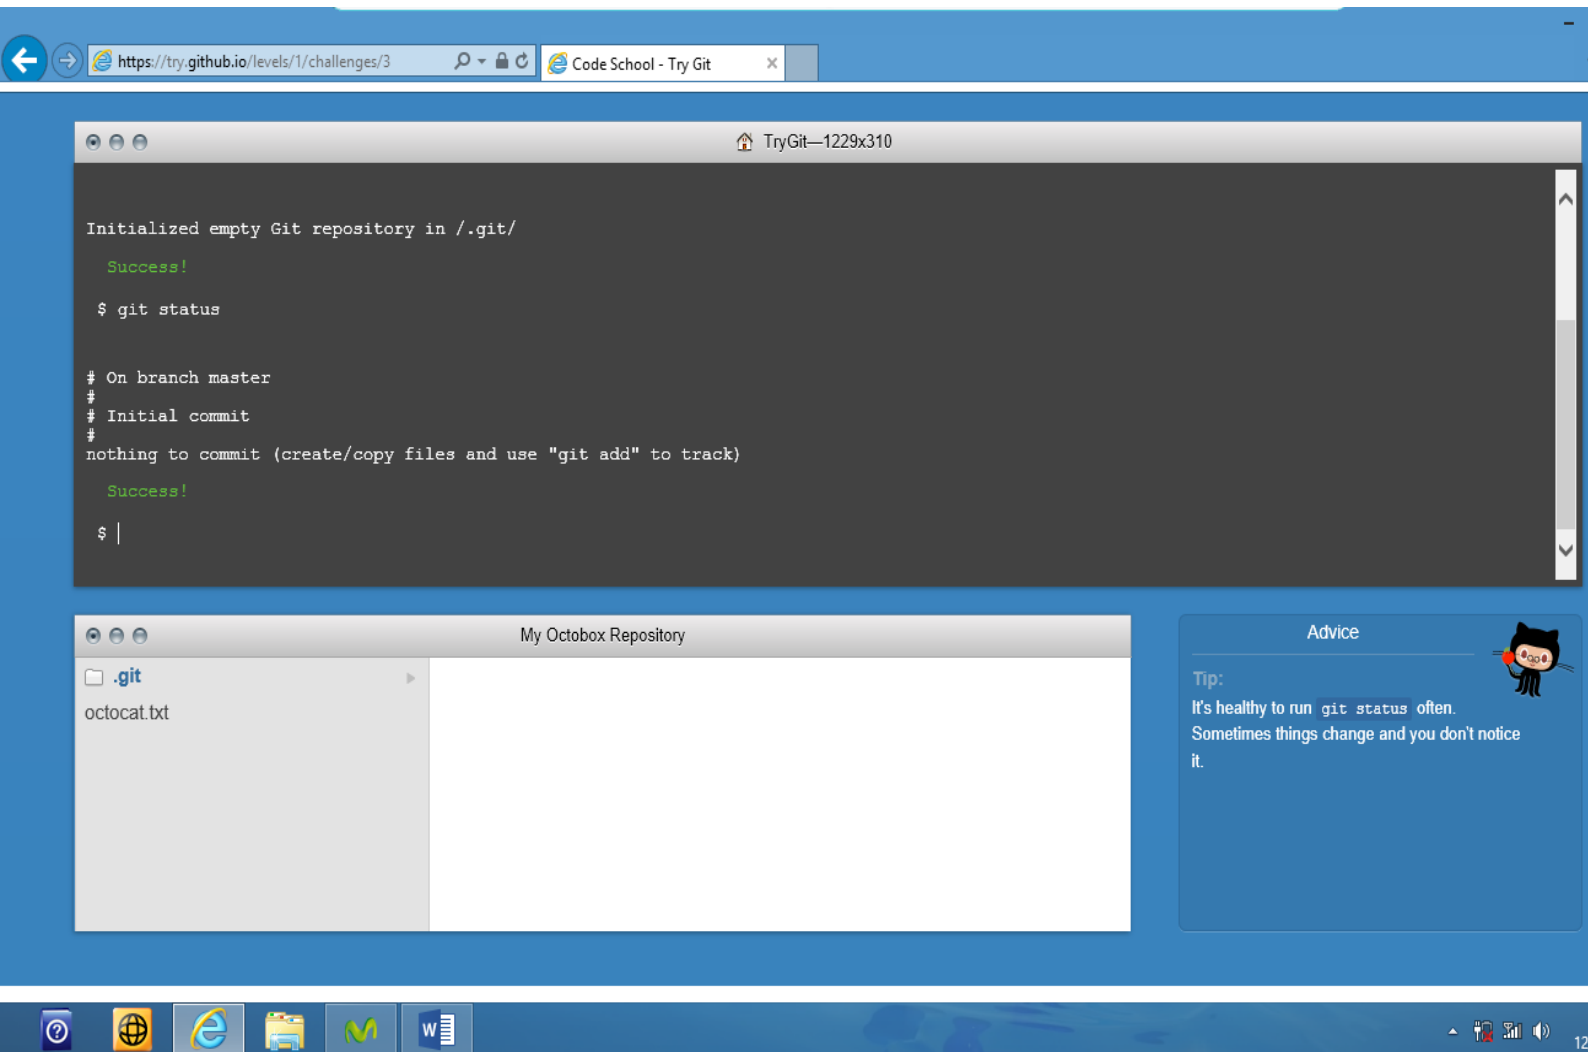 https://try.github.io/levels/1/challenges/3
Code School - Try Git
TryGit—1229x310
Initialized empty Git repository in /.git/
Success!
$ git status
# On branch master
#
# Initial commit
#
nothing to commit (create/copy files and use "git add" to track)
Success!
$
My Octobox Repository
.git
octocat.txt
Advice
Tip:
It's healthy to run git status often.
Sometimes things change and you don't notice
it.
12